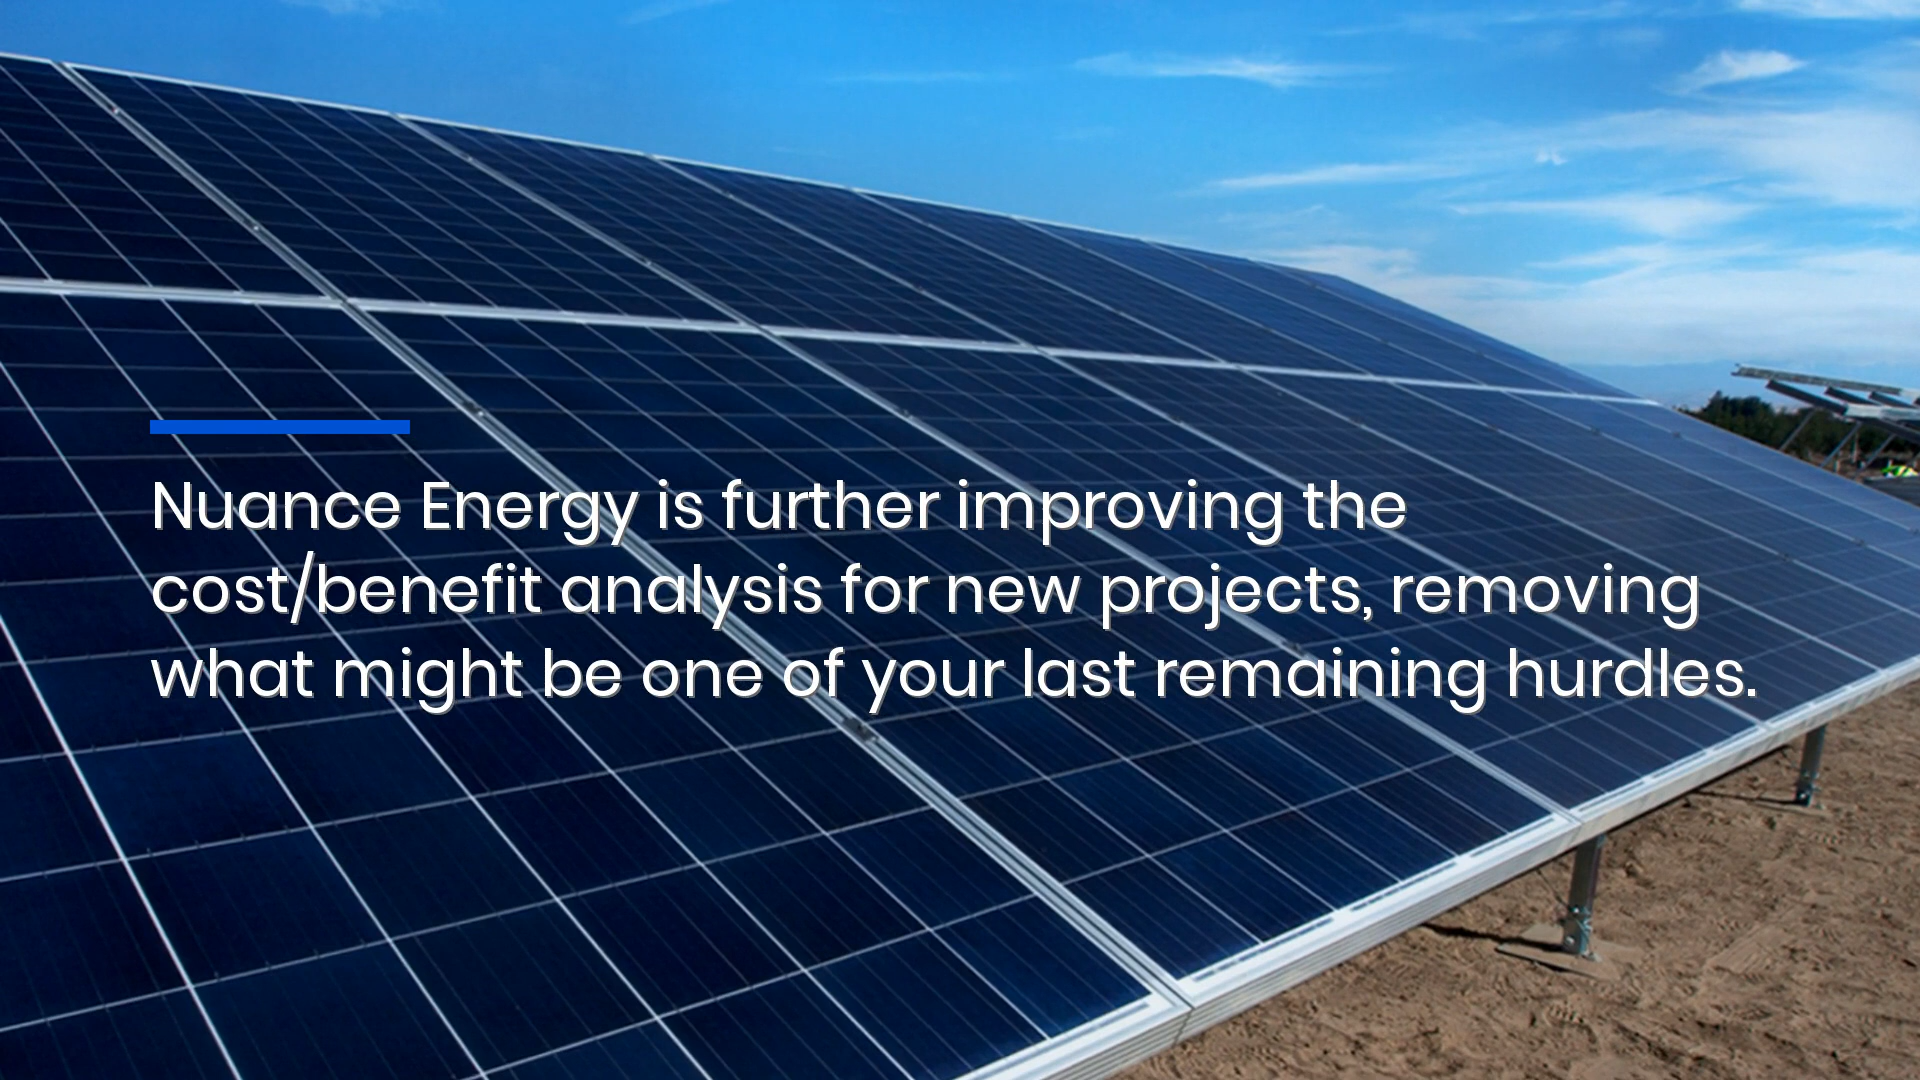 Nuance Energy is further improving the
cost/benefit analysis for new projects, removing
what might be one of your last remaining hurdles.